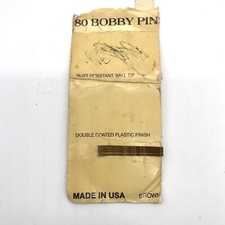 80 BOBBY PIN
RUST RESISTANT BALL TIP
DOUBLE COATED PLASTIC FINISH
MADE IN USA
BROWN